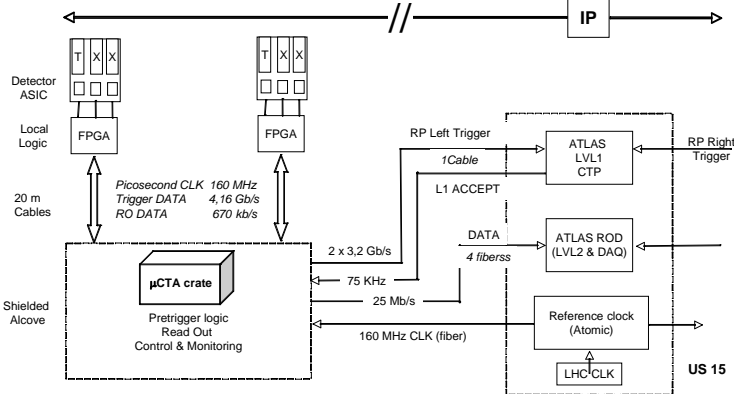 IP
T X X
T X X
Detector
ASIC
Local
Logic
FPGA
FPGA
RP Left Trigger
1Cable
L1 ACCEPT
ATLAS
LVL1
CTP
RP Right
Trigger
20 m
Cables
Picosecond CLK 160 MHz
Trigger DATA 4,16 Gb/s
RO DATA 670 kb/s
DATA
4 fiberss
ATLAS ROD
(LVL2 & DAQ)
2 x 3,2 Gb/s
75 KHz
25 Mb/s
µCTA crate
Shielded
Alcove
Pretrigger logic
Read Out
Control & Monitoring
160 MHz CLK (fiber)
Reference clock
(Atomic)
LHC CLK
US 15